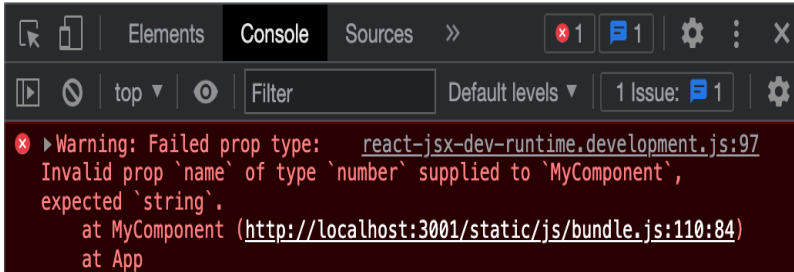 Elements Console Sources » 1 1
top ▼ Filter Default levels ▼ 1 Issue: 1
▶Warning: Failed prop type: react-jsx-dev-runtime.development.js:97
Invalid prop `name` of type `number` supplied to `MyComponent`,
expected `string`.
at MyComponent (http://localhost:3001/static/js/bundle.js:110:84)
at App